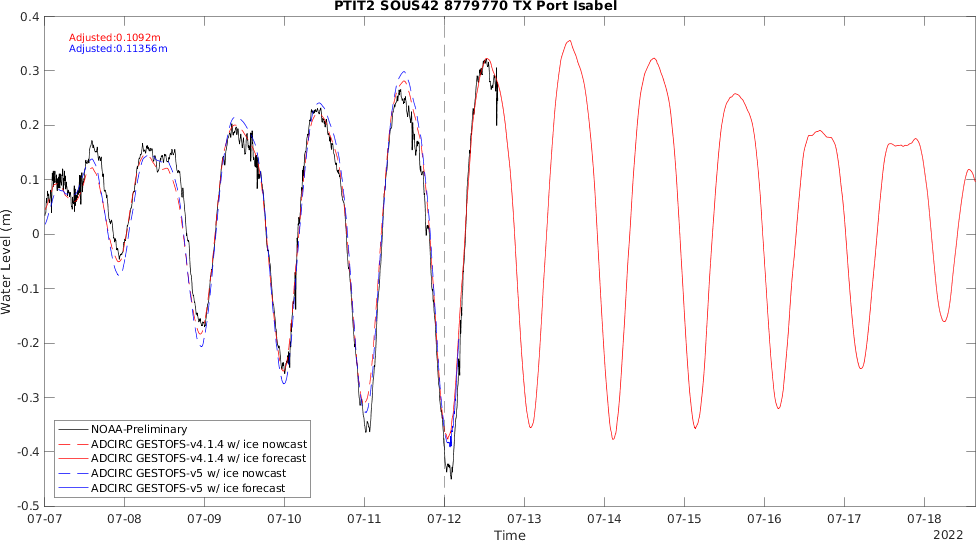 PTIT2 SOUS42 8779770 TX Port Isabel
Adjusted:0.1092m
Adjusted:0.11356m
0.4
0.3
0.2
0.1
0
-0.1
-0.2
-0.3
-0.4
-0.5
Water Level (m)
NOAA-Preliminary
ADCIRC GESTOFS-v4.1.4 w/ ice nowcast
ADCIRC GESTOFS-v4.1.4 w/ ice forecast
ADCIRC GESTOFS-v5 w/ ice nowcast
ADCIRC GESTOFS-v5 w/ ice forecast
07-07 07-08 07-09 07-10 07-11 07-12 07-13 07-14 07-15 07-16 07-17 07-18
Time
2022